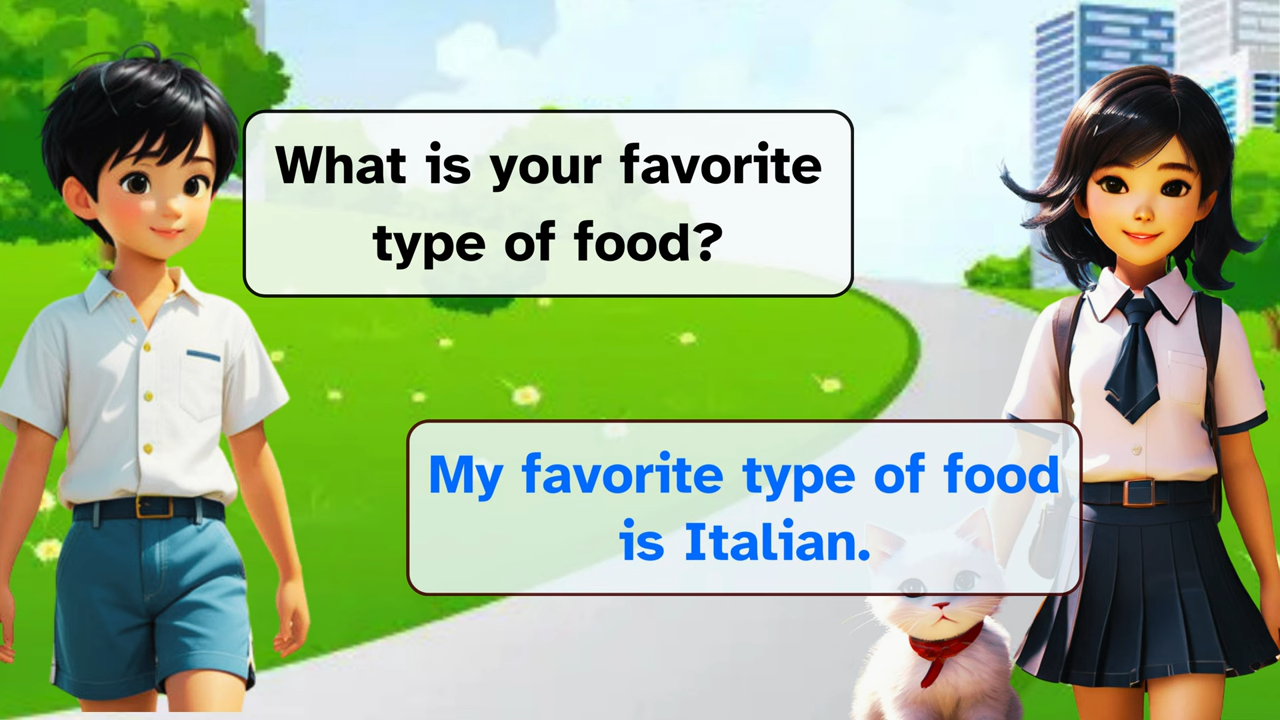 What is your favorite
type of food?
My favorite type of food
is Italian.